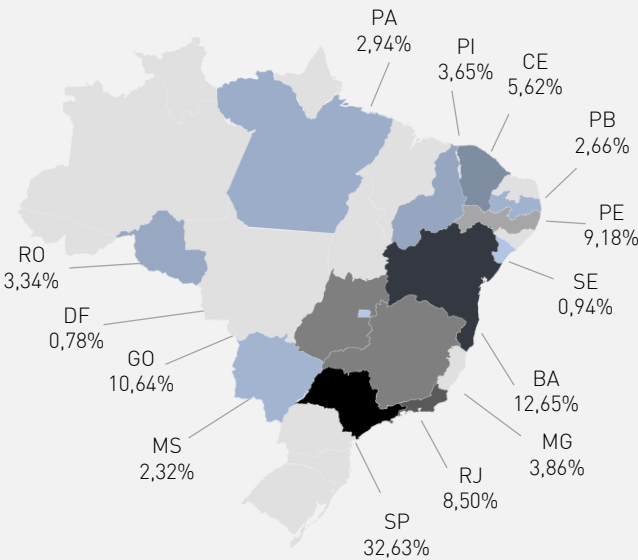 PA
2,94%
PI
3,65%
CE
5,62%
PB
2,66%
PE
9,18%
SE
0,94%
BA
12,65%
MG
3,86%
RJ
8,50%
SP
32,63%
MS
2,32%
GO
10,64%
DF
0,78%
RO
3,34%